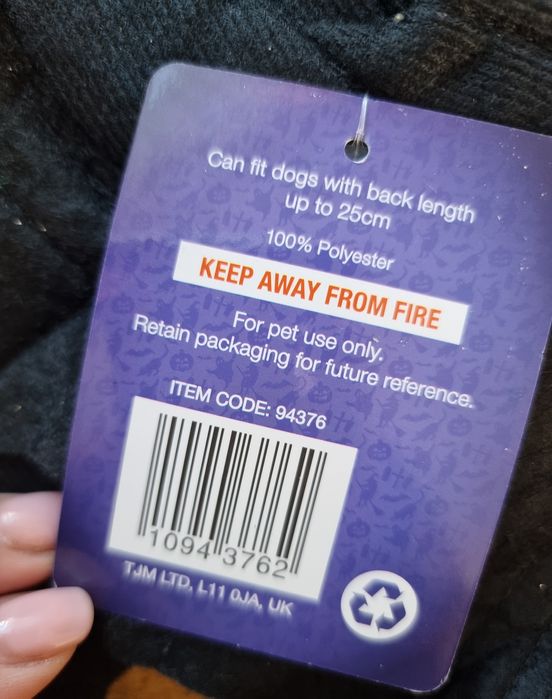 Can fit dogs with back length
up to 25cm
100% Polyester
KEEP AWAY FROM FIRE
For pet use only.
Retain packaging for future reference.
ITEM CODE: 94376
1094 3762
TJM LTD, L11 0JA, UK